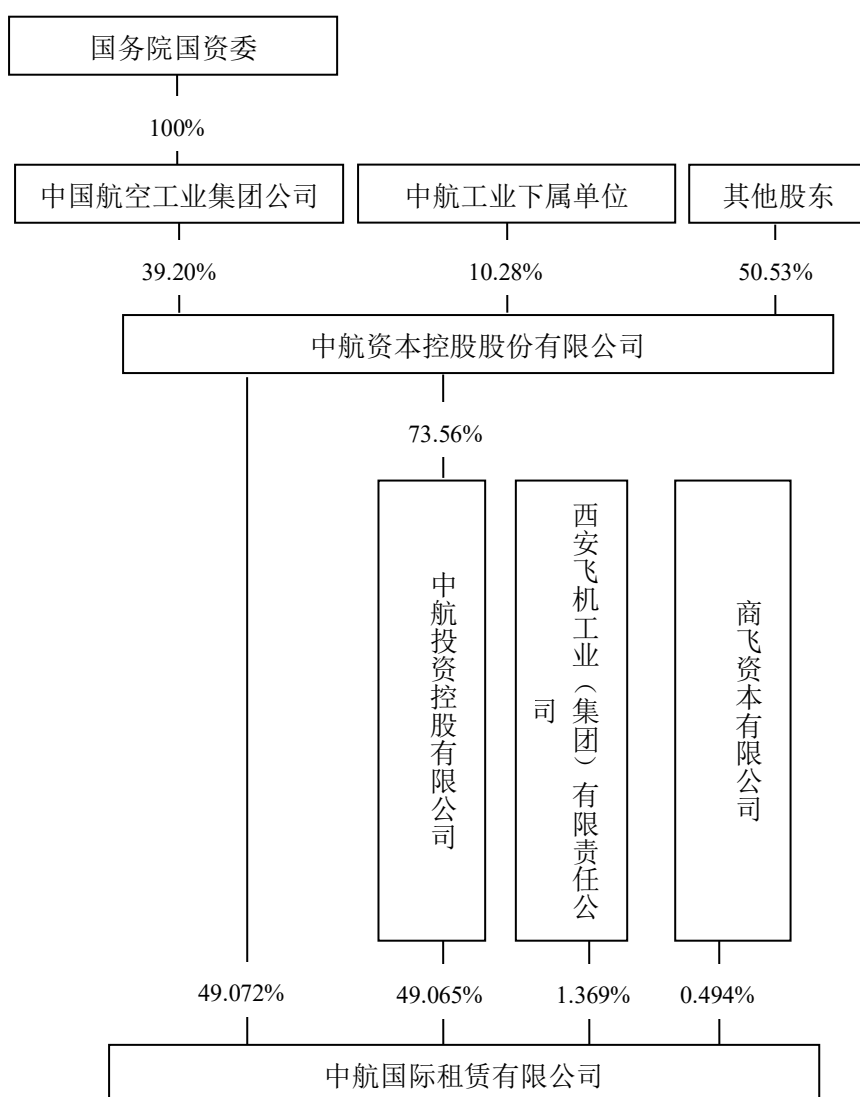 国务院国资委
100%
中国航空工业集团公司
中航工业下属单位
其他股东
39.20%
10.28%
50.53%
中航资本控股股份有限公司
73.56%
中航投资控股有限公司
西安飞机工业（集团）有限责任公
司
商飞资本有限公司
49.072%
49.065%
1.369%
0.494%
中航国际租赁有限公司